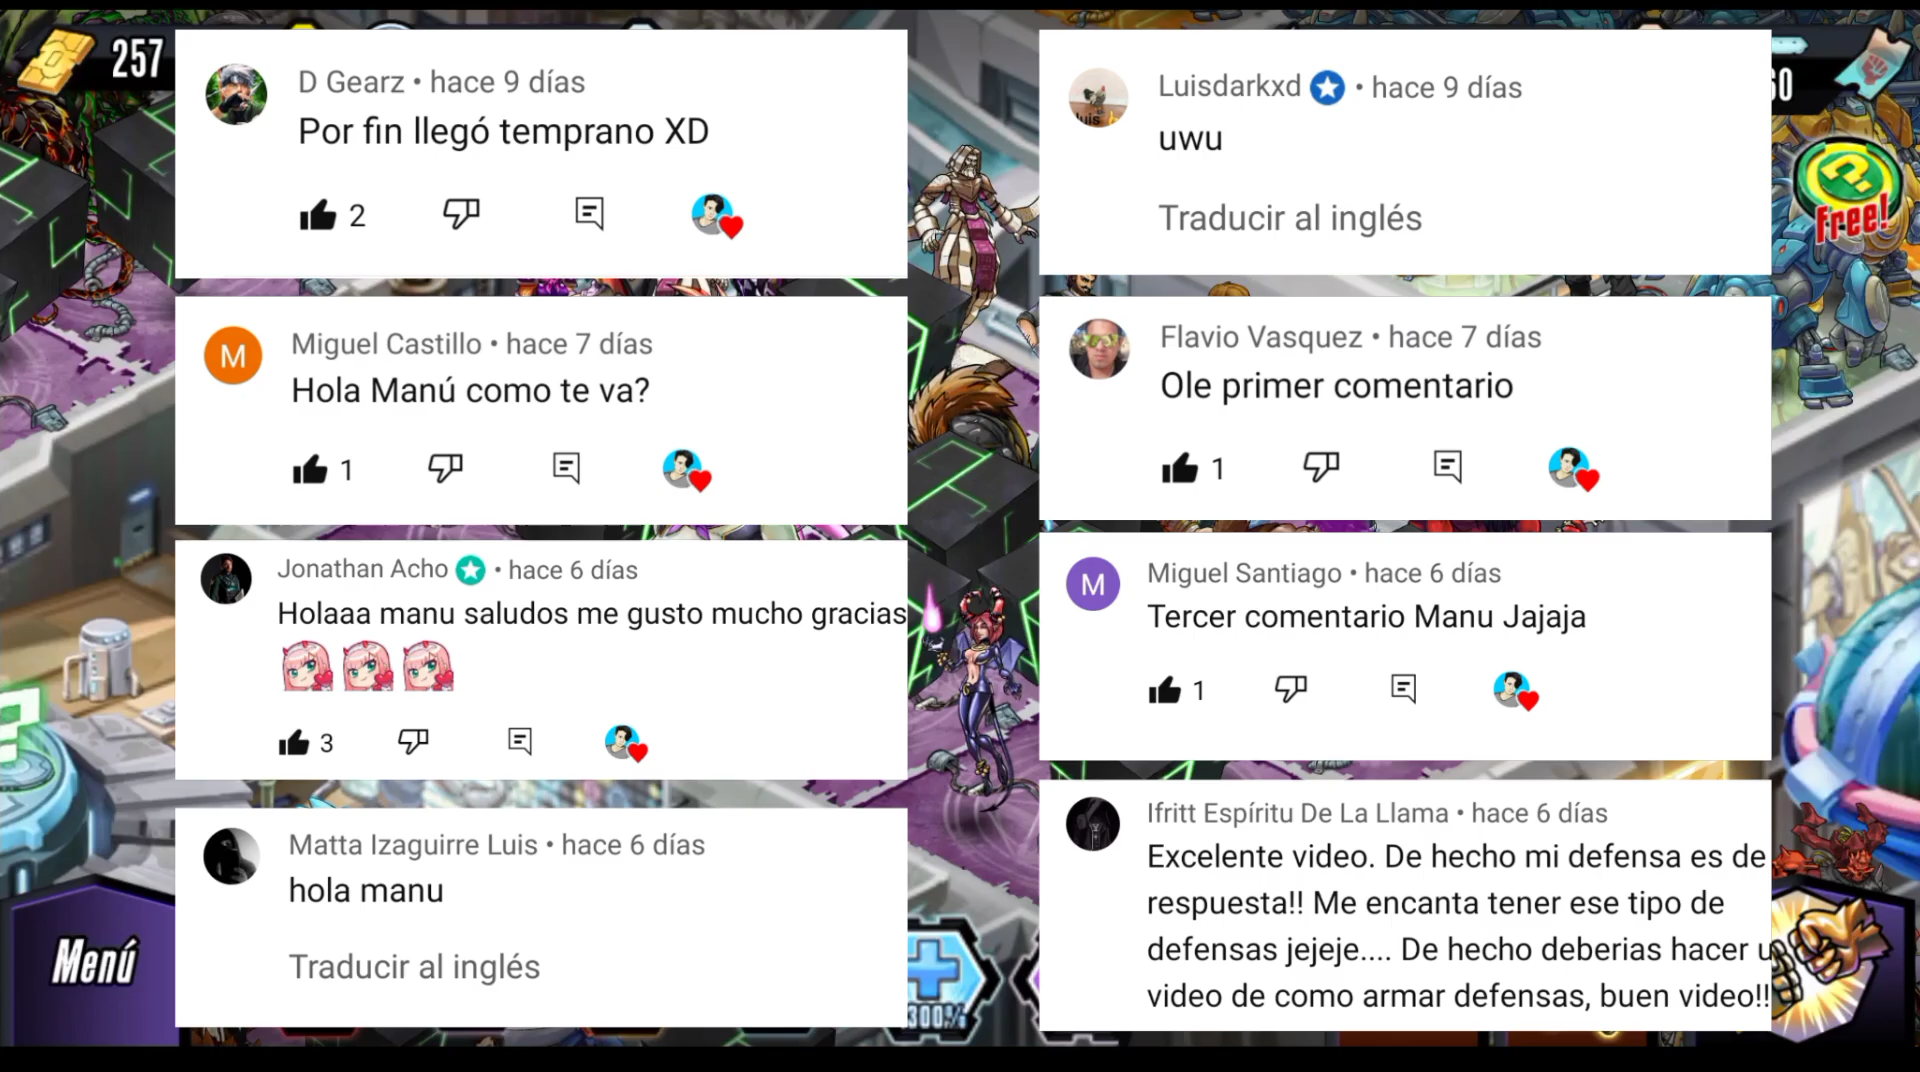 257
D Gearz • hace 9 días
Por fin llegó temprano XD
2
Luisdarkxd • hace 9 días
uwu
Traducir al inglés
60
Free!
M
Miguel Castillo • hace 7 días
Hola Manú como te va?
1
Flavio Vasquez • hace 7 días
Ole primer comentario
1
Jonathan Acho • hace 6 días
Holaaa manu saludos me gusto mucho gracias
3
M
Miguel Santiago • hace 6 días
Tercer comentario Manu Jajaja
1
Matta Izaguirre Luis • hace 6 días
hola manu
Traducir al inglés
Ifritt Espíritu De La Llama • hace 6 días
Excelente video. De hecho mi defensa es de
respuesta!! Me encanta tener ese tipo de
defensas jejeje.... De hecho deberias hacer u
video de como armar defensas, buen video!!
Menú
300%